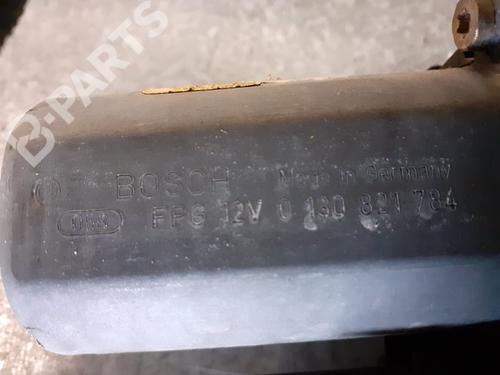 B-PARTS
BOSCH Made in Germany
FPG 12V 0 130 821 784